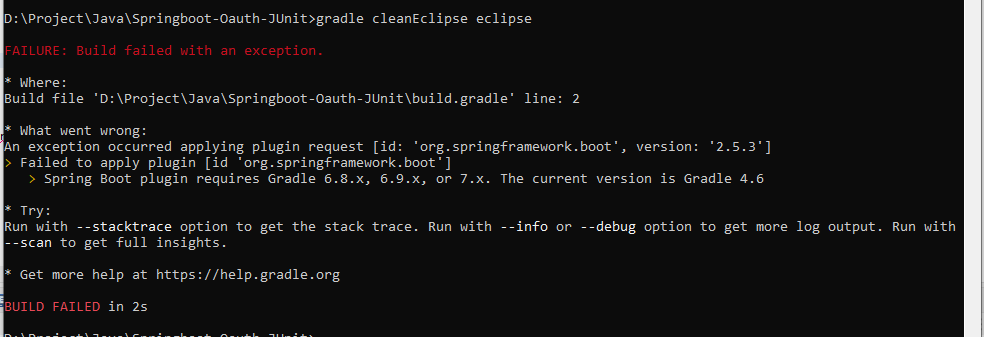 D:\Project\Java\Springboot-Oauth-JUnit>gradle cleanEclipse eclipse
FAILURE: Build failed with an exception.
* Where:
Build file 'D:\Project\Java\Springboot-Oauth-JUnit\build.gradle' line: 2
* What went wrong:
An exception occurred applying plugin request [id: 'org.springframework.boot', version: '2.5.3']
> Failed to apply plugin [id 'org.springframework.boot']
> Spring Boot plugin requires Gradle 6.8.x, 6.9.x, or 7.x. The current version is Gradle 4.6
* Try:
Run with --stacktrace option to get the stack trace. Run with --info or --debug option to get more log output. Run with
--scan to get full insights.
* Get more help at https://help.gradle.org
BUILD FAILED in 2s
D:\Project\Java\Springboot-Oauth-JUnit>